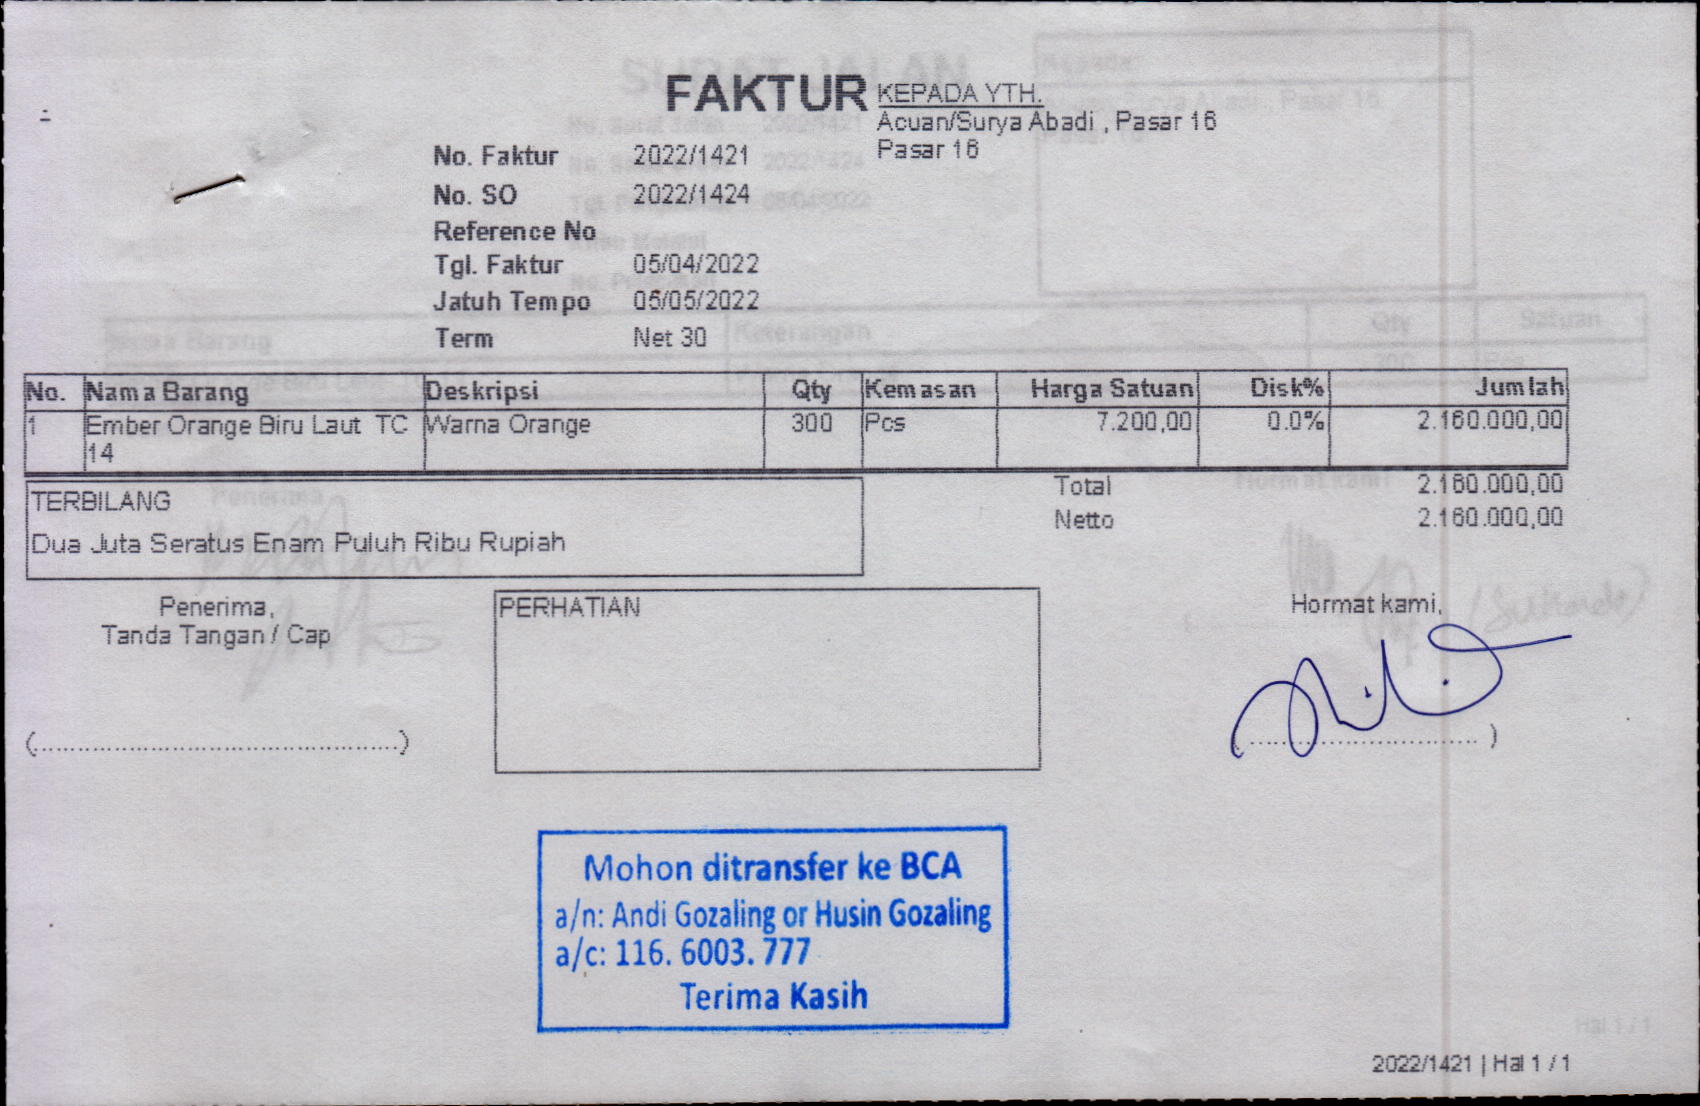 FAKTUR
KEPADA YTH.
Acuan/Surya Abadi , Pasar 16
Pasar 16
No. Faktur 2022/1421
No. SO 2022/1424
Reference No
Tgl. Faktur 05/04/2022
Jatuh Tempo 05/05/2022
Term Net 30
No. Nama Barang Deskripsi Qty Kemasan Harga Satuan Disk% Jumlah
1 Ember Orange Biru Laut TC 14 Warna Orange 300 Pcs 7.200,00 0.0% 2.160.000,00
Total 2.160.000,00
Netto 2.160.000,00
TERBILANG
Dua Juta Seratus Enam Puluh Ribu Rupiah
Penerima,
Tanda Tangan / Cap
PERHATIAN
Hormat kami,
Mohon ditransfer ke BCA
a/n: Andi Gozaling or Husin Gozaling
a/c: 116. 6003. 777
Terima Kasih
2022/1421 | Hal 1 / 1